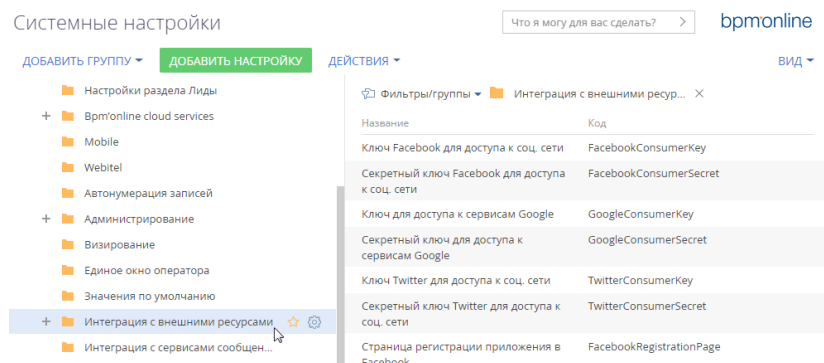 Системные настройки
Что я могу для вас сделать?
bpm'online
ДОБАВИТЬ ГРУППУ
ДОБАВИТЬ НАСТРОЙКУ
ДЕЙСТВИЯ
ВИД
Настройки раздела Лиды
Bpm'online cloud services
Mobile
Webitel
Автонумерация записей
Администрирование
Визирование
Единое окно оператора
Значения по умолчанию
Интеграция с внешними ресурсами
Интеграция с сервисами сообщен...
Фильтры/группы
Интеграция с внешними ресур...
Название Код
Ключ Facebook для доступа к соц. сети FacebookConsumerKey
Секретный ключ Facebook для доступа FacebookConsumerSecret
к соц. сети
Ключ для доступа к сервисам Google GoogleConsumerKey
Секретный ключ для доступа к GoogleConsumerSecret
сервисам Google
Ключ Twitter для доступа к соц. сети TwitterConsumerKey
Секретный ключ Twitter для доступа к TwitterConsumerSecret
соц. сети
Страница регистрации приложения в FacebookRegistrationPage
Facebook